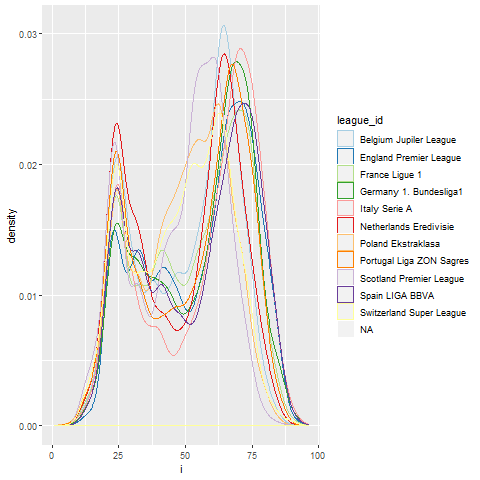 0.03
0.02
0.01
0.00
density
0
25
50
75
100
i
league_id
Belgium Jupiler League
England Premier League
France Ligue 1
Germany 1. Bundesliga1
Italy Serie A
Netherlands Eredivisie
Poland Ekstraklasa
Portugal Liga ZON Sagres
Scotland Premier League
Spain LIGA BBVA
Switzerland Super League
NA